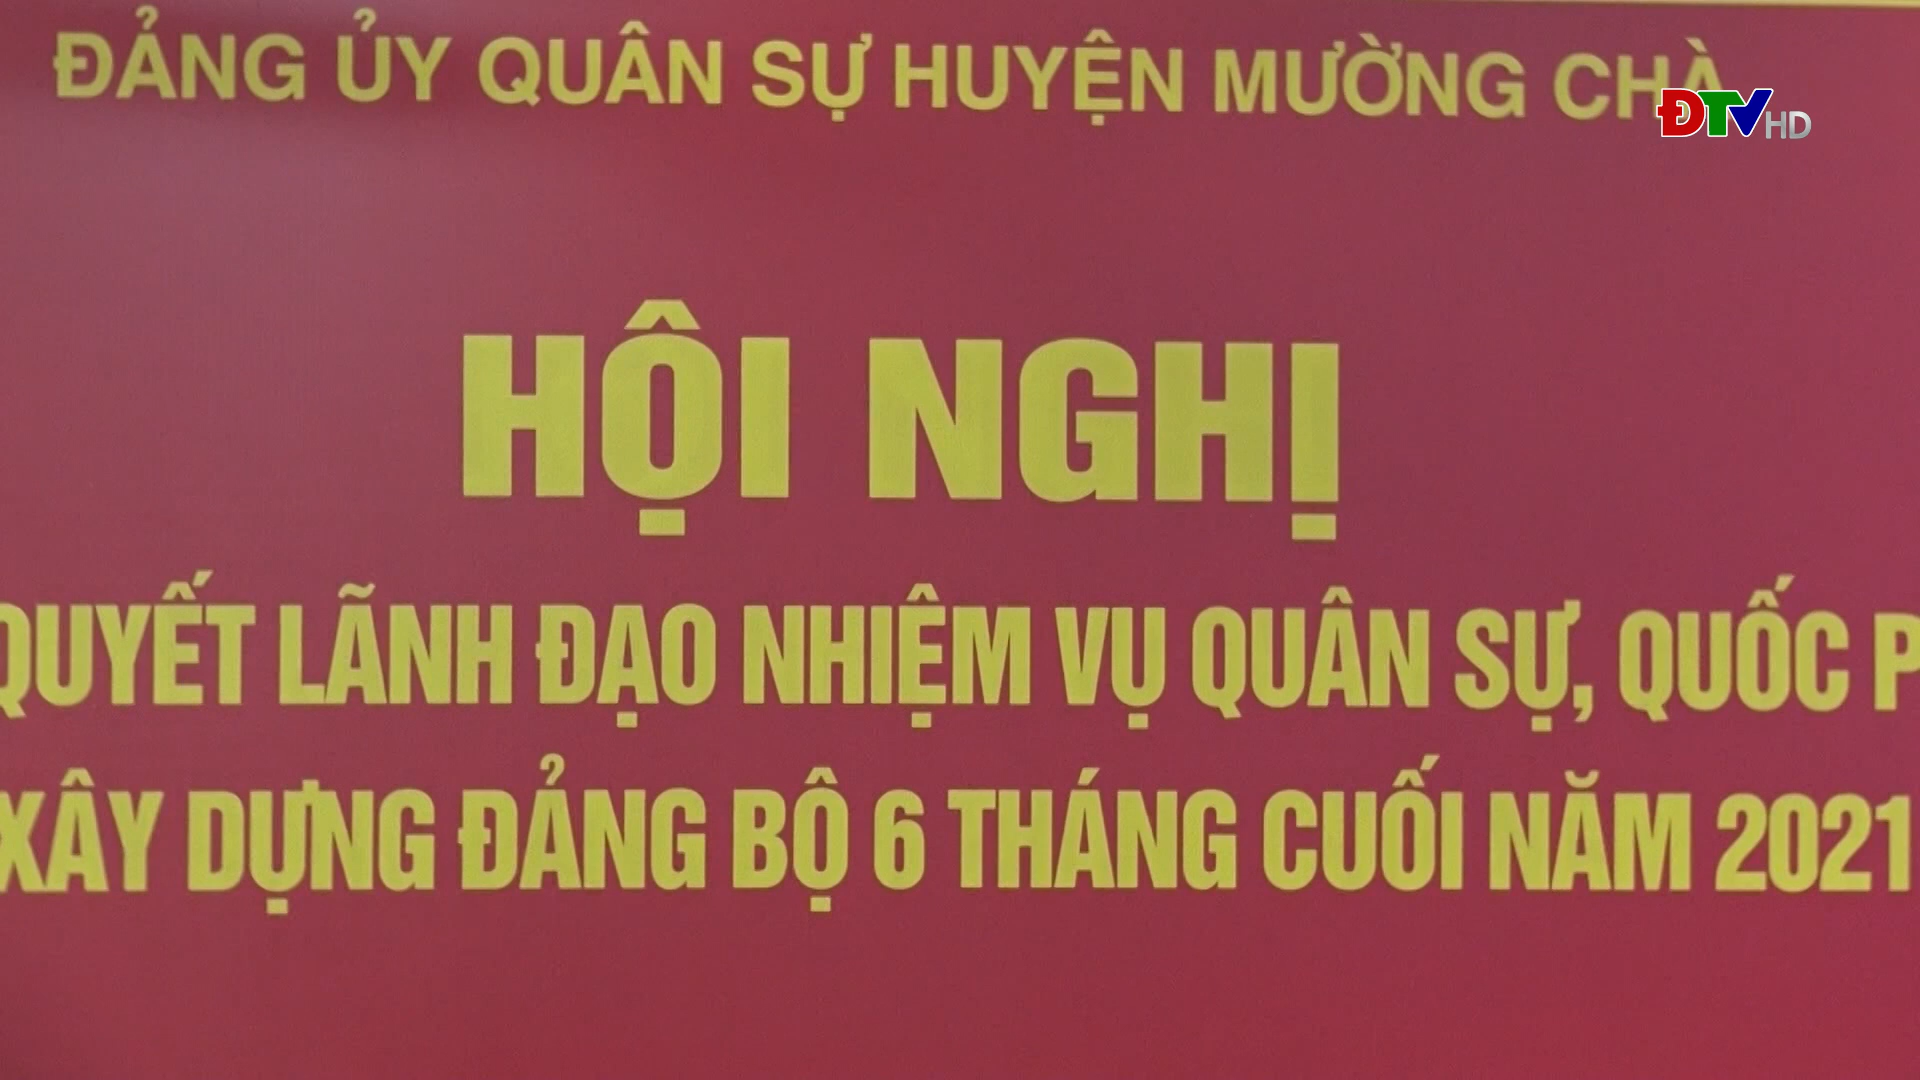 ĐẢNG ỦY QUÂN SỰ HUYỆN MƯỜNG CHÀ
ĐTV HD
HỘI NGHỊ
QUYẾT LÃNH ĐẠO NHIỆM VỤ QUÂN SỰ, QUỐC P
XÂY DỰNG ĐẢNG BỘ 6 THÁNG CUỐI NĂM 2021